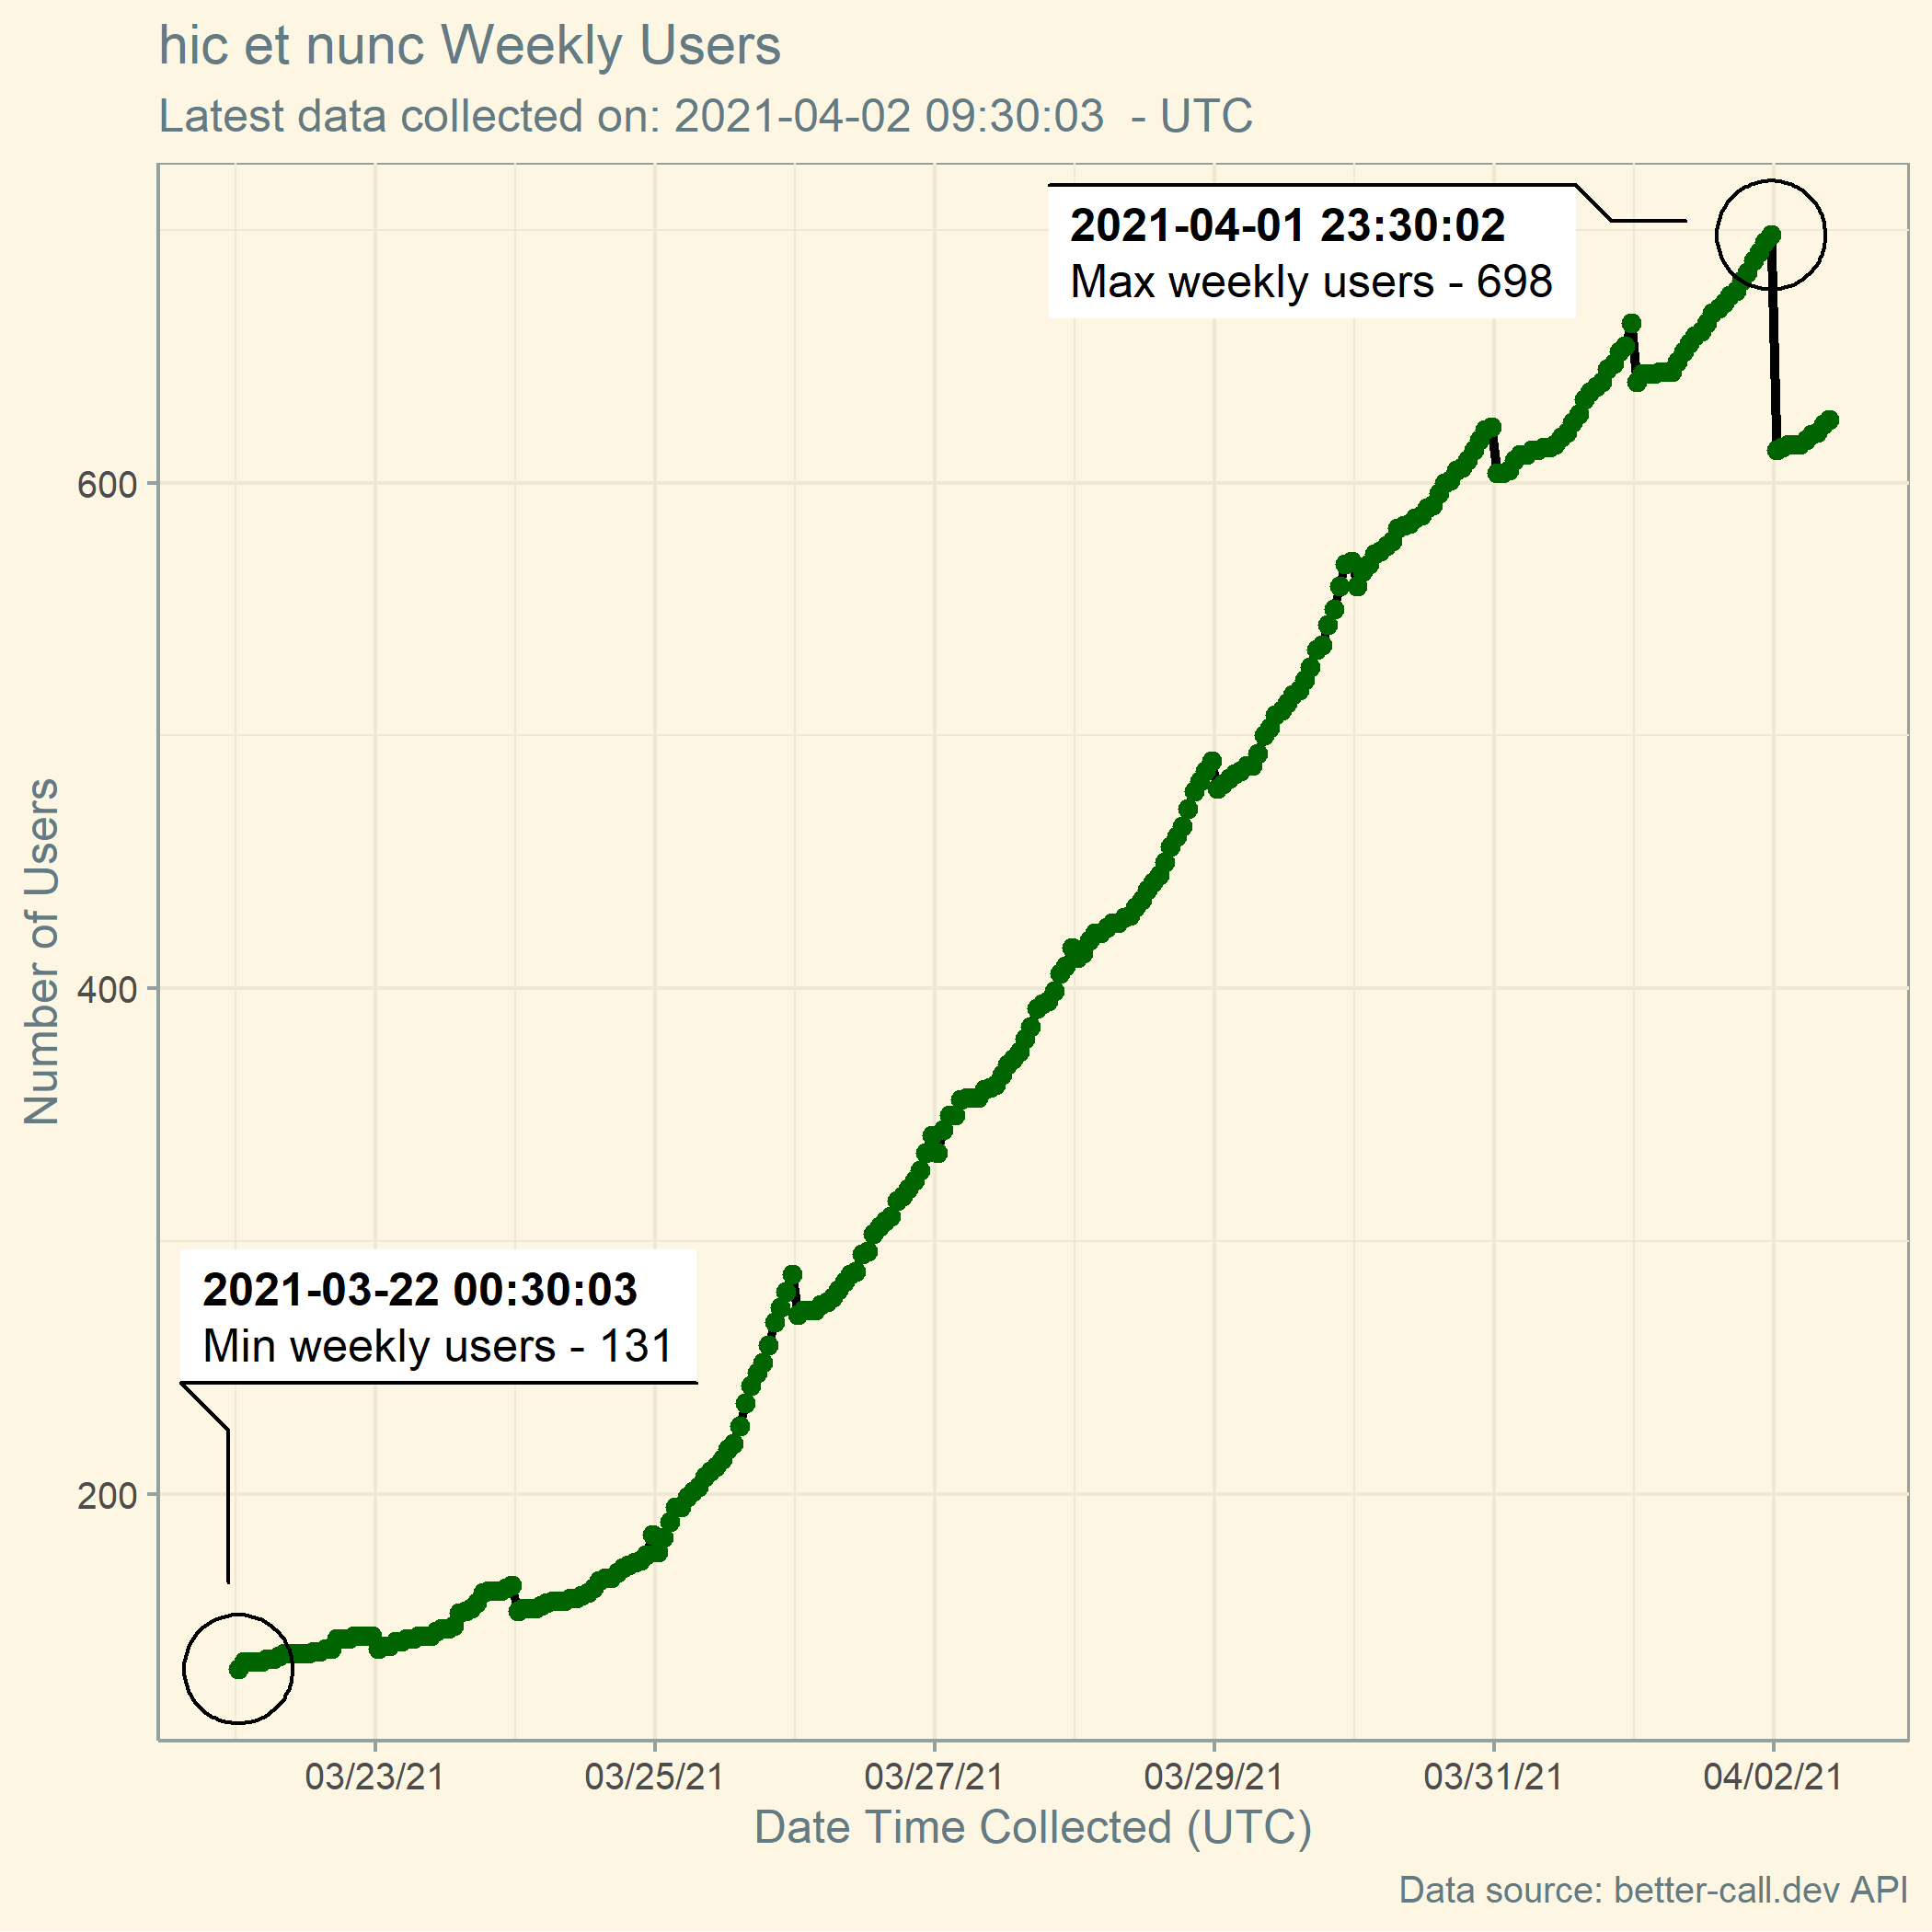 hic et nunc Weekly Users
Latest data collected on: 2021-04-02 09:30:03  - UTC
2021-04-01 23:30:02
Max weekly users - 698
600
400
200
Number of Users
2021-03-22 00:30:03
Min weekly users - 131
03/23/21 03/25/21 03/27/21 03/29/21 03/31/21 04/02/21
Date Time Collected (UTC)
Data source: better-call.dev API